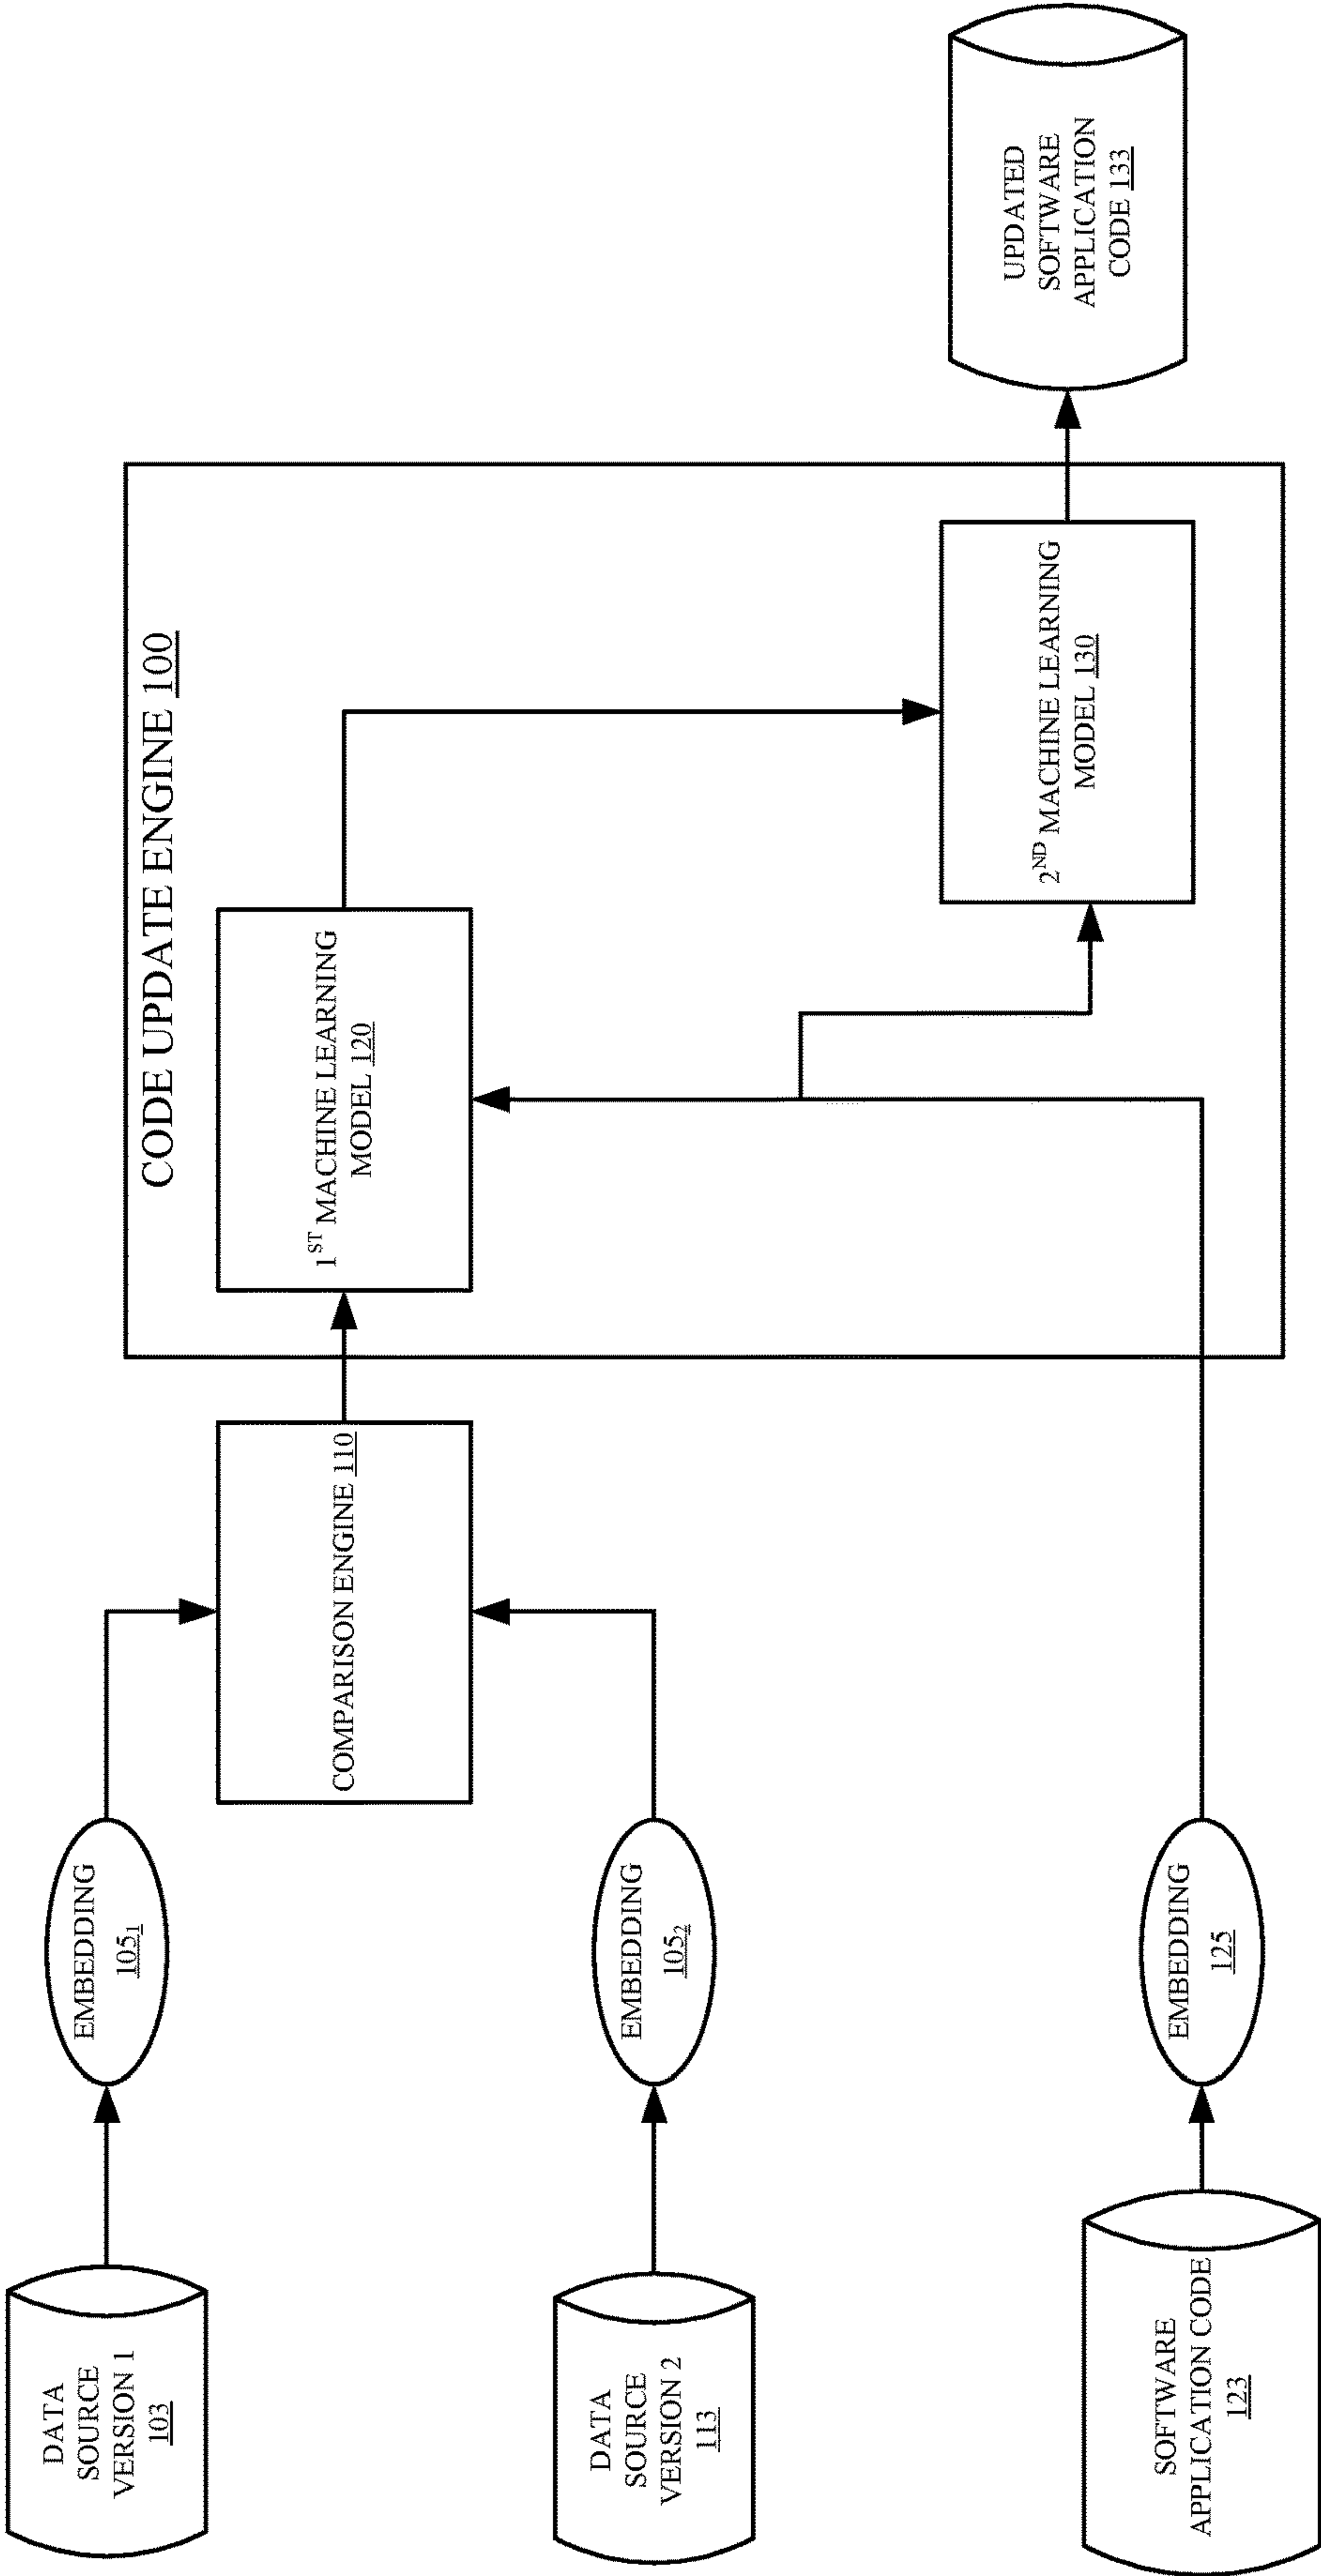 DATA
SOURCE
VERSION 1
103
EMBEDDING
105₁
DATA
SOURCE
VERSION 2
113
EMBEDDING
105₂
SOFTWARE
APPLICATION CODE
123
EMBEDDING
125
COMPARISON ENGINE 110
CODE UPDATE ENGINE 100
1ST MACHINE LEARNING
MODEL 120
2ND MACHINE LEARNING
MODEL 130
UPDATED
SOFTWARE
APPLICATION
CODE 133